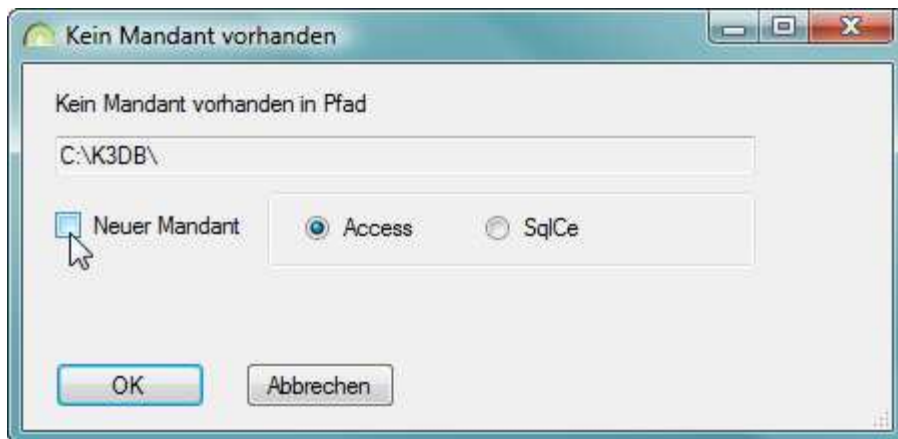 Kein Mandant vorhanden
Kein Mandant vorhanden in Pfad
C:\K3DB\
Neuer Mandant Access SqlCe
OK Abbrechen